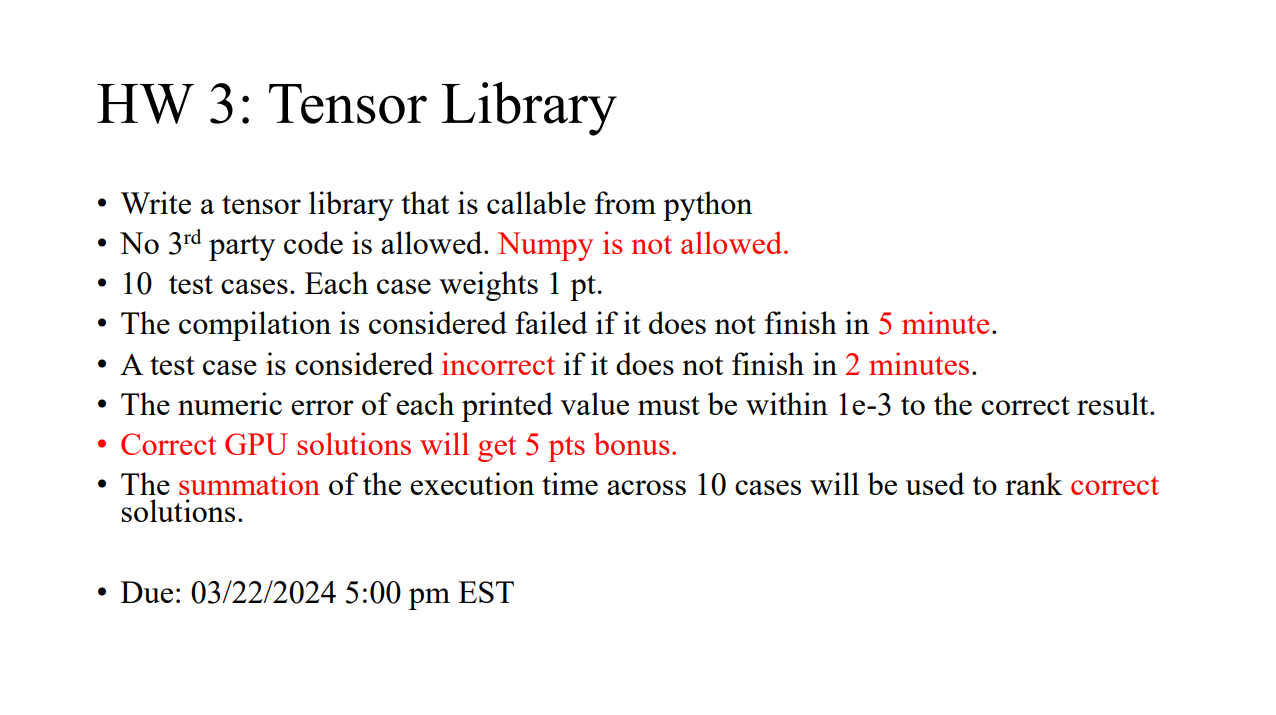 HW 3: Tensor Library
• Write a tensor library that is callable from python
• No 3rd party code is allowed. Numpy is not allowed.
• 10  test cases. Each case weights 1 pt.
• The compilation is considered failed if it does not finish in 5 minute.
• A test case is considered incorrect if it does not finish in 2 minutes.
• The numeric error of each printed value must be within 1e-3 to the correct result.
• Correct GPU solutions will get 5 pts bonus.
• The summation of the execution time across 10 cases will be used to rank correct
solutions.
• Due: 03/22/2024 5:00 pm EST